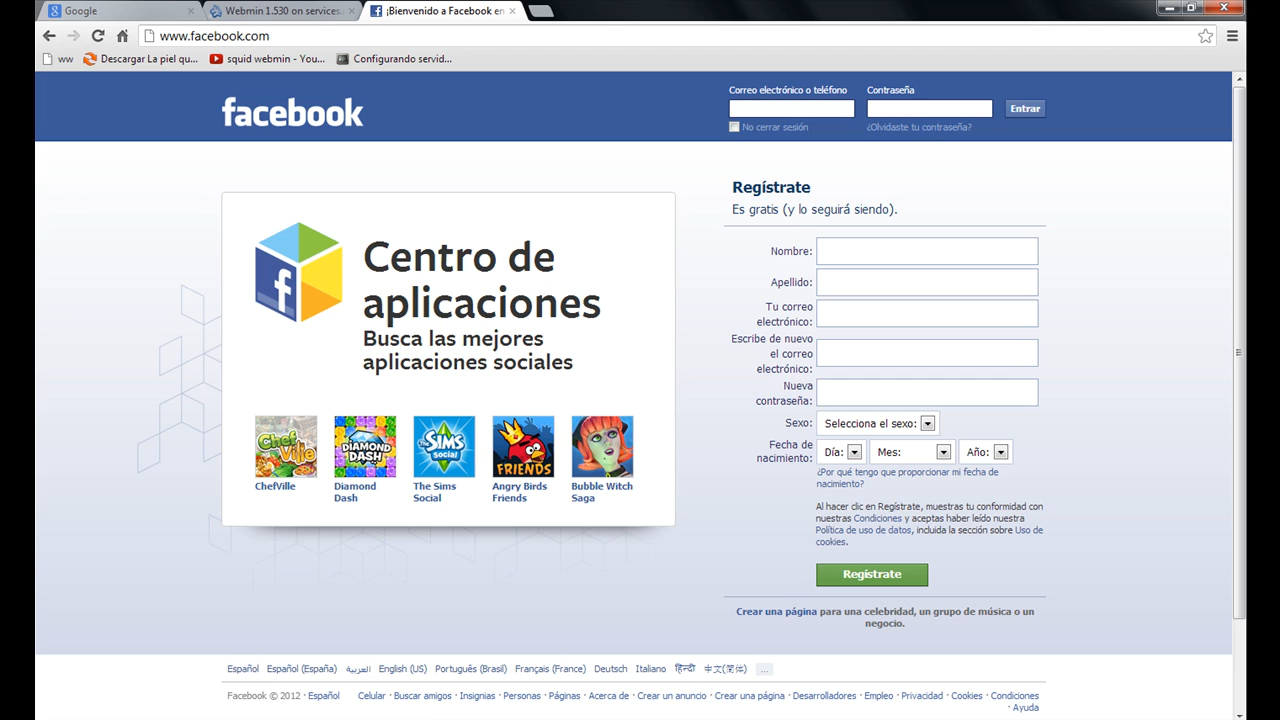 Google
Webmin 1.530 on services.
¡Bienvenido a Facebook en
www.facebook.com
ww
Descargar La piel qu...
squid webmin - You...
Configurando servid...
facebook
Correo electrónico o teléfono
Contraseña
Entrar
No cerrar sesión
¿Olvidaste tu contraseña?
Centro de
aplicaciones
Busca las mejores
aplicaciones sociales
Chef Ville
DIAMOND DASH
The SIMS Social
FRIENDS
ChefVille
Diamond
Dash
The Sims
Social
Angry Birds
Friends
Bubble Witch
Saga
Regístrate
Es gratis (y lo seguirá siendo).
Nombre:
Apellido:
Tu correo
electrónico:
Escribe de nuevo
el correo
electrónico:
Nueva
contraseña:
Sexo:
Selecciona el sexo:
Fecha de
nacimiento:
Día:
Mes:
Año:
¿Por qué tengo que proporcionar mi fecha de
nacimiento?
Al hacer clic en Regístrate, muestras tu conformidad con
nuestras Condiciones y aceptas haber leído nuestra
Política de uso de datos, incluida la sección sobre Uso de
cookies.
Regístrate
Crear una página para una celebridad, un grupo de música o un
negocio.
Español Español (España) العربية English (US) Português (Brasil) Français (France) Deutsch Italiano हिन्दी 中文(简体) ...
Facebook © 2012 · Español
Celular · Buscar amigos · Insignias · Personas · Páginas · Acerca de · Crear un anuncio · Crear una página · Desarrolladores · Empleo · Privacidad · Cookies · Condiciones
· Ayuda